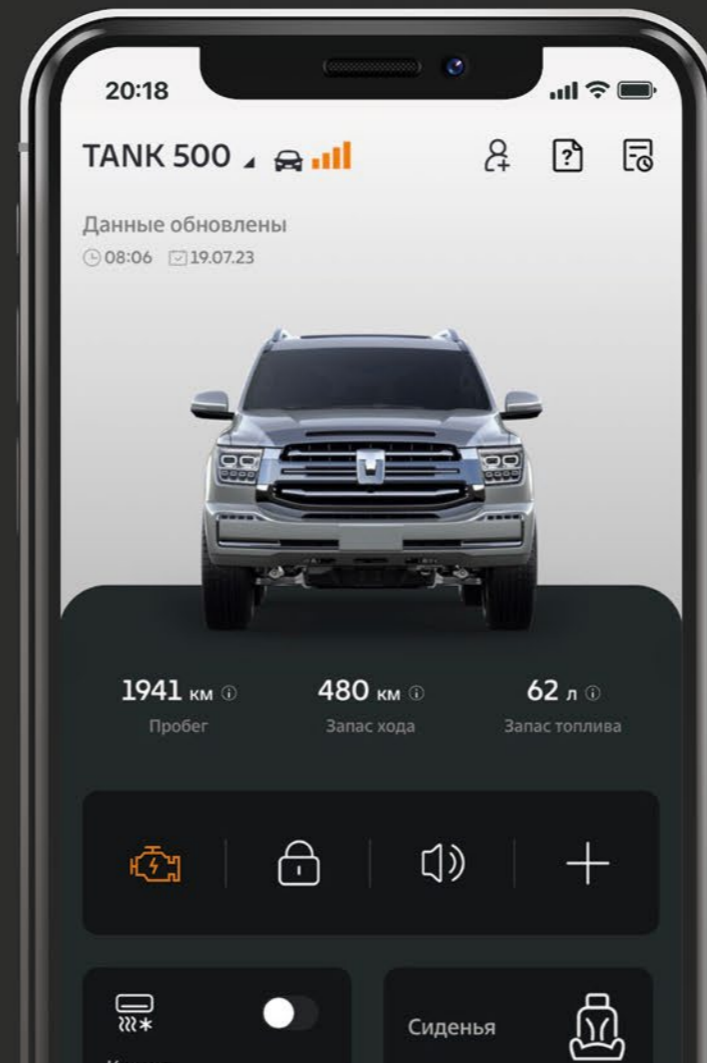 20:18
TANK 500
Данные обновлены
08:06 19.07.23
1941 км 480 км 62 л
Пробег Запас хода Запас топлива
Сиденья